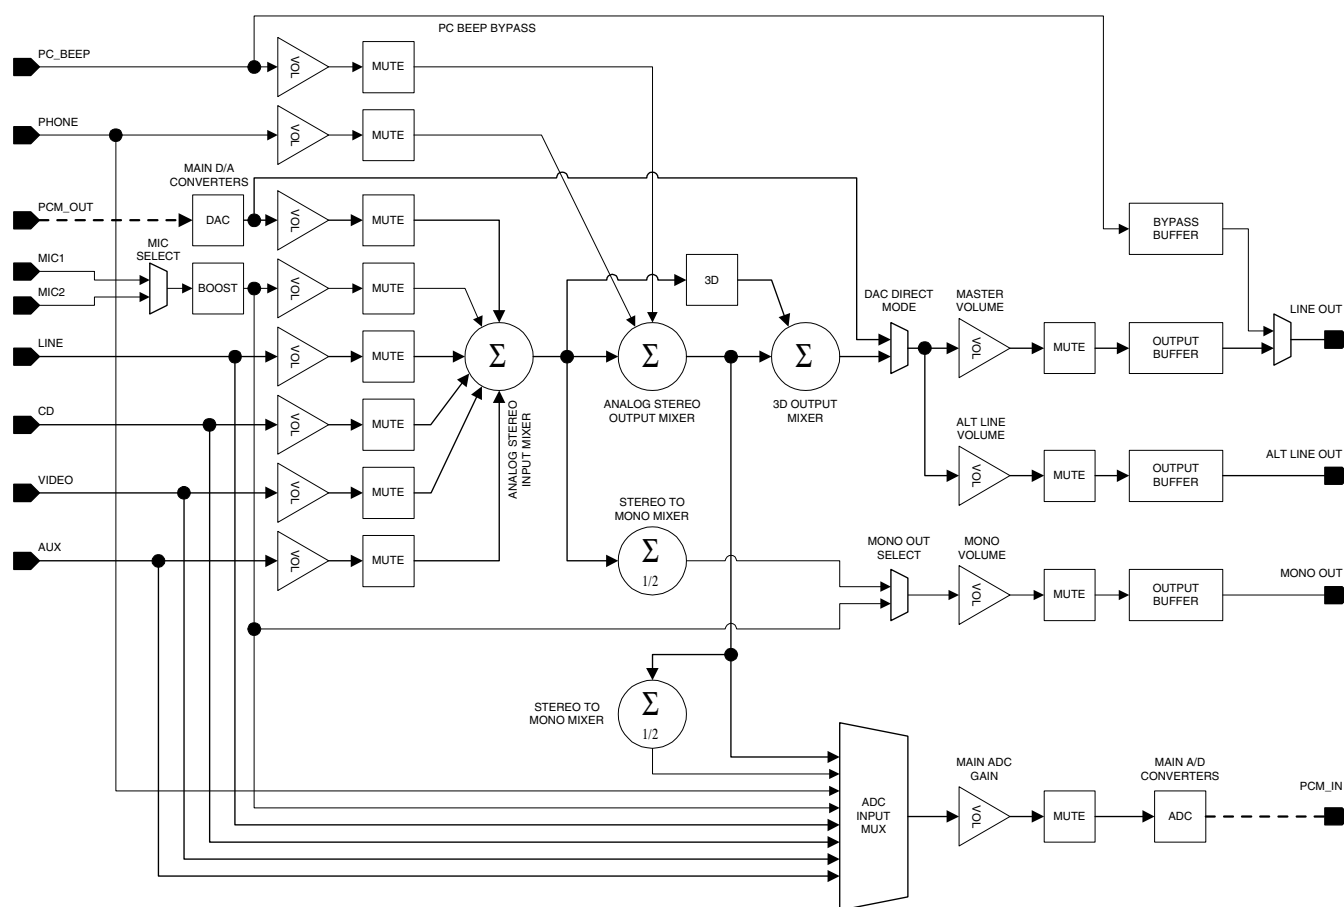 PC BEEP BYPASS
PC_BEEP
VOL
MUTE
PHONE
VOL
MUTE
MAIN D/A
CONVERTERS
PCM_OUT
DAC
VOL
MUTE
BYPASS
BUFFER
MIC
SELECT
MIC1
MIC2
BOOST
VOL
MUTE
3D
DAC DIRECT
MODE
MASTER
VOLUME
LINE OUT
LINE
VOL
MUTE
Σ
ANALOG STEREO
INPUT MIXER
Σ
ANALOG STEREO
OUTPUT MIXER
Σ
3D OUTPUT
MIXER
VOL
MUTE
OUTPUT
BUFFER
CD
VOL
MUTE
ALT LINE
VOLUME
ALT LINE OUT
VOL
MUTE
OUTPUT
BUFFER
VIDEO
VOL
MUTE
STEREO TO
MONO MIXER
AUX
VOL
MUTE
Σ
1/2
MONO OUT
SELECT
MONO
VOLUME
MONO OUT
VOL
MUTE
OUTPUT
BUFFER
STEREO TO
MONO MIXER
Σ
1/2
ADC
INPUT
MUX
MAIN ADC
GAIN
VOL
MUTE
MAIN A/D
CONVERTERS
ADC
PCM_IN